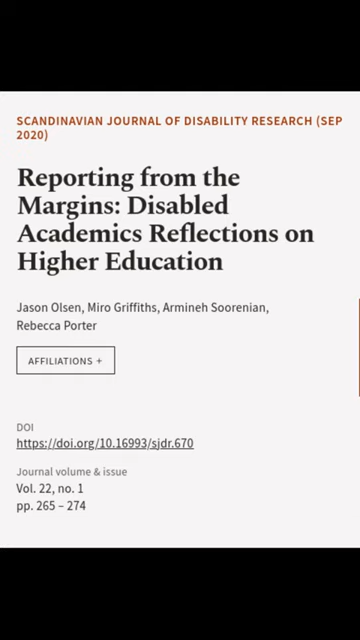 SCANDINAVIAN JOURNAL OF DISABILITY RESEARCH (SEP
2020)
Reporting from the
Margins: Disabled
Academics Reflections on
Higher Education
Jason Olsen, Miro Griffiths, Armineh Soorenian,
Rebecca Porter
AFFILIATIONS +
DOI
https://doi.org/10.16993/sjdr.670
Journal volume & issue
Vol. 22, no. 1
pp. 265 – 274